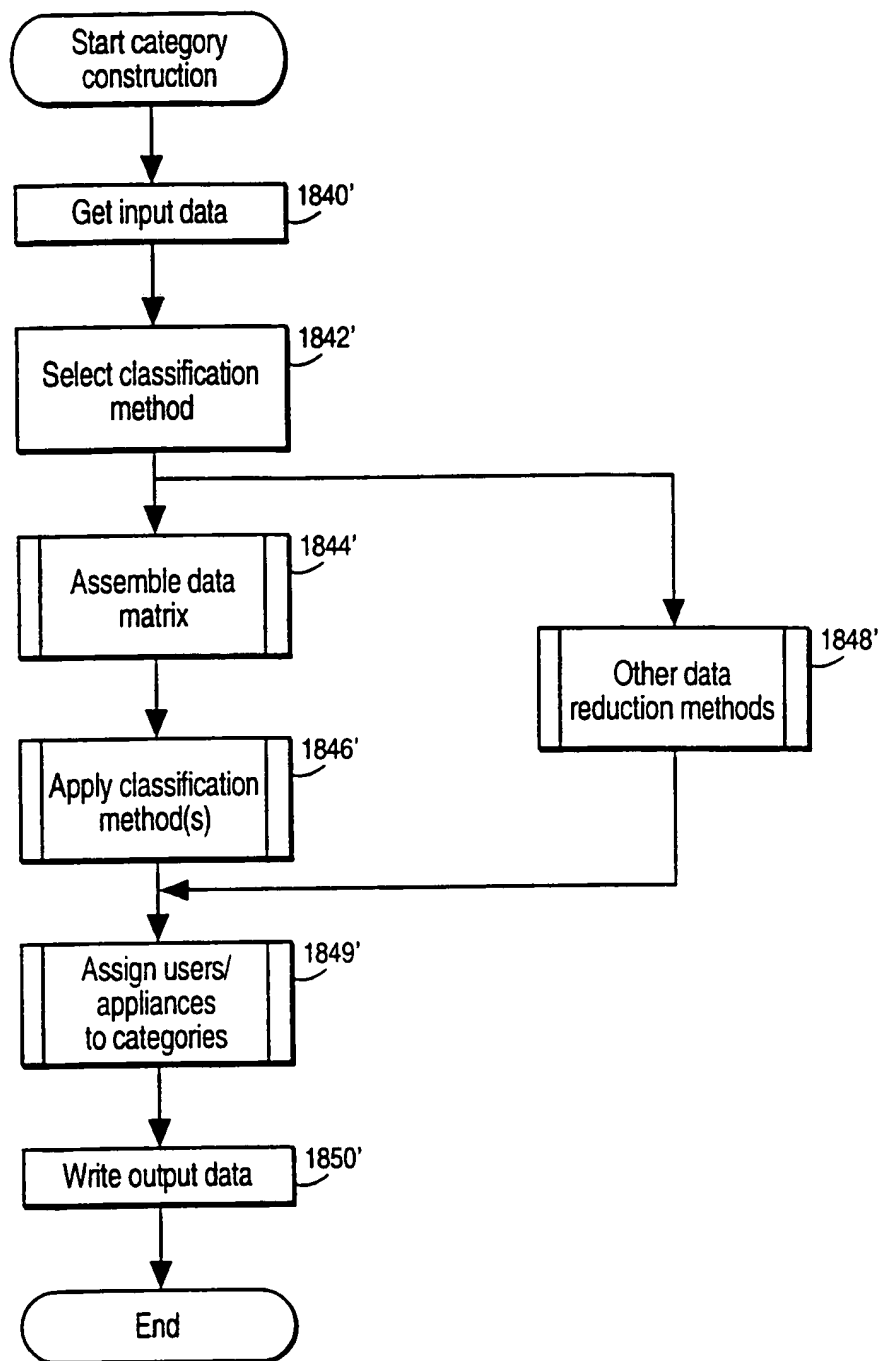 Start category
construction
Get input data
1840'
Select classification
method
1842'
Assemble data
matrix
1844'
Other data
reduction methods
1848'
Apply classification
method(s)
1846'
Assign users/
appliances
to categories
1849'
Write output data
1850'
End